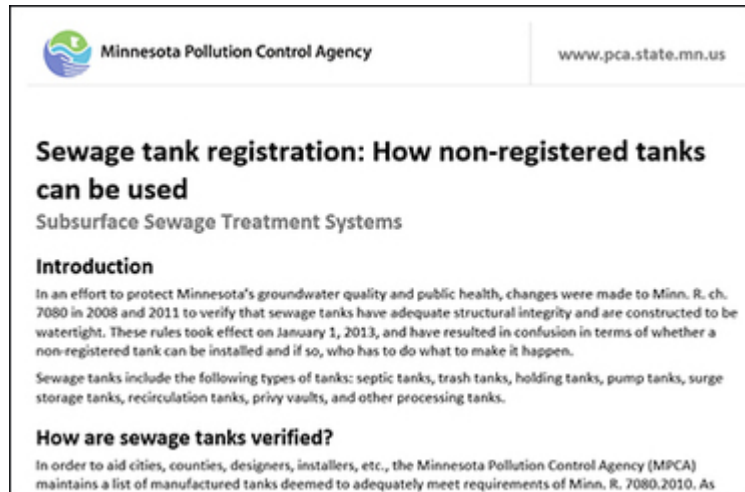 Minnesota Pollution Control Agency
www.pca.state.mn.us
Sewage tank registration: How non-registered tanks
can be used
Subsurface Sewage Treatment Systems
Introduction
In an effort to protect Minnesota's groundwater quality and public health, changes were made to Minn. R. ch.
7080 in 2008 and 2011 to verify that sewage tanks have adequate structural integrity and are constructed to be
watertight. These rules took effect on January 1, 2013, and have resulted in confusion in terms of whether a
non-registered tank can be installed and if so, who has to do what to make it happen.
Sewage tanks include the following types of tanks: septic tanks, trash tanks, holding tanks, pump tanks, surge
storage tanks, recirculation tanks, privy vaults, and other processing tanks.
How are sewage tanks verified?
In order to aid cities, counties, designers, installers, etc., the Minnesota Pollution Control Agency (MPCA)
maintains a list of manufactured tanks deemed to adequately meet requirements of Minn. R. 7080.2010. As